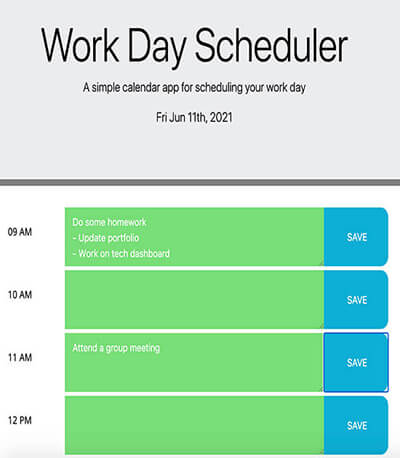 Work Day Scheduler
A simple calendar app for scheduling your work day
Fri Jun 11th, 2021
09 AM
Do some homework
- Update portfolio
- Work on tech dashboard
SAVE
10 AM
SAVE
11 AM
Attend a group meeting
SAVE
12 PM
SAVE